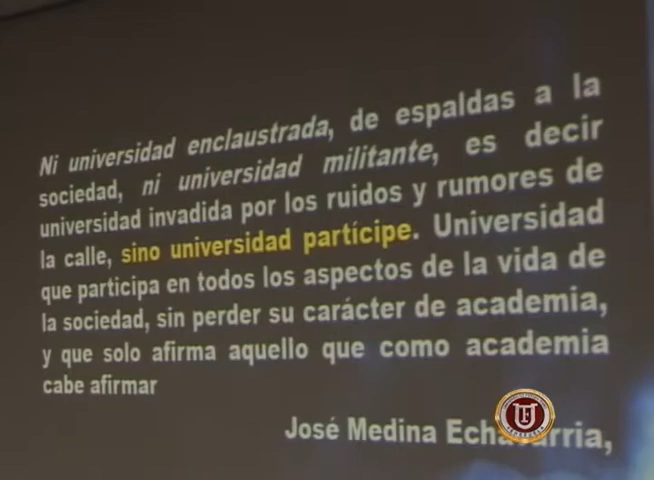 Ni universidad enclaustrada, de espaldas a la
sociedad, ni universidad militante, es decir
universidad invadida por los ruidos y rumores de
la calle, sino universidad partícipe. Universidad
que participa en todos los aspectos de la vida de
la sociedad, sin perder su carácter de academia,
y que solo afirma aquello que como academia
cabe afirmar
José Medina